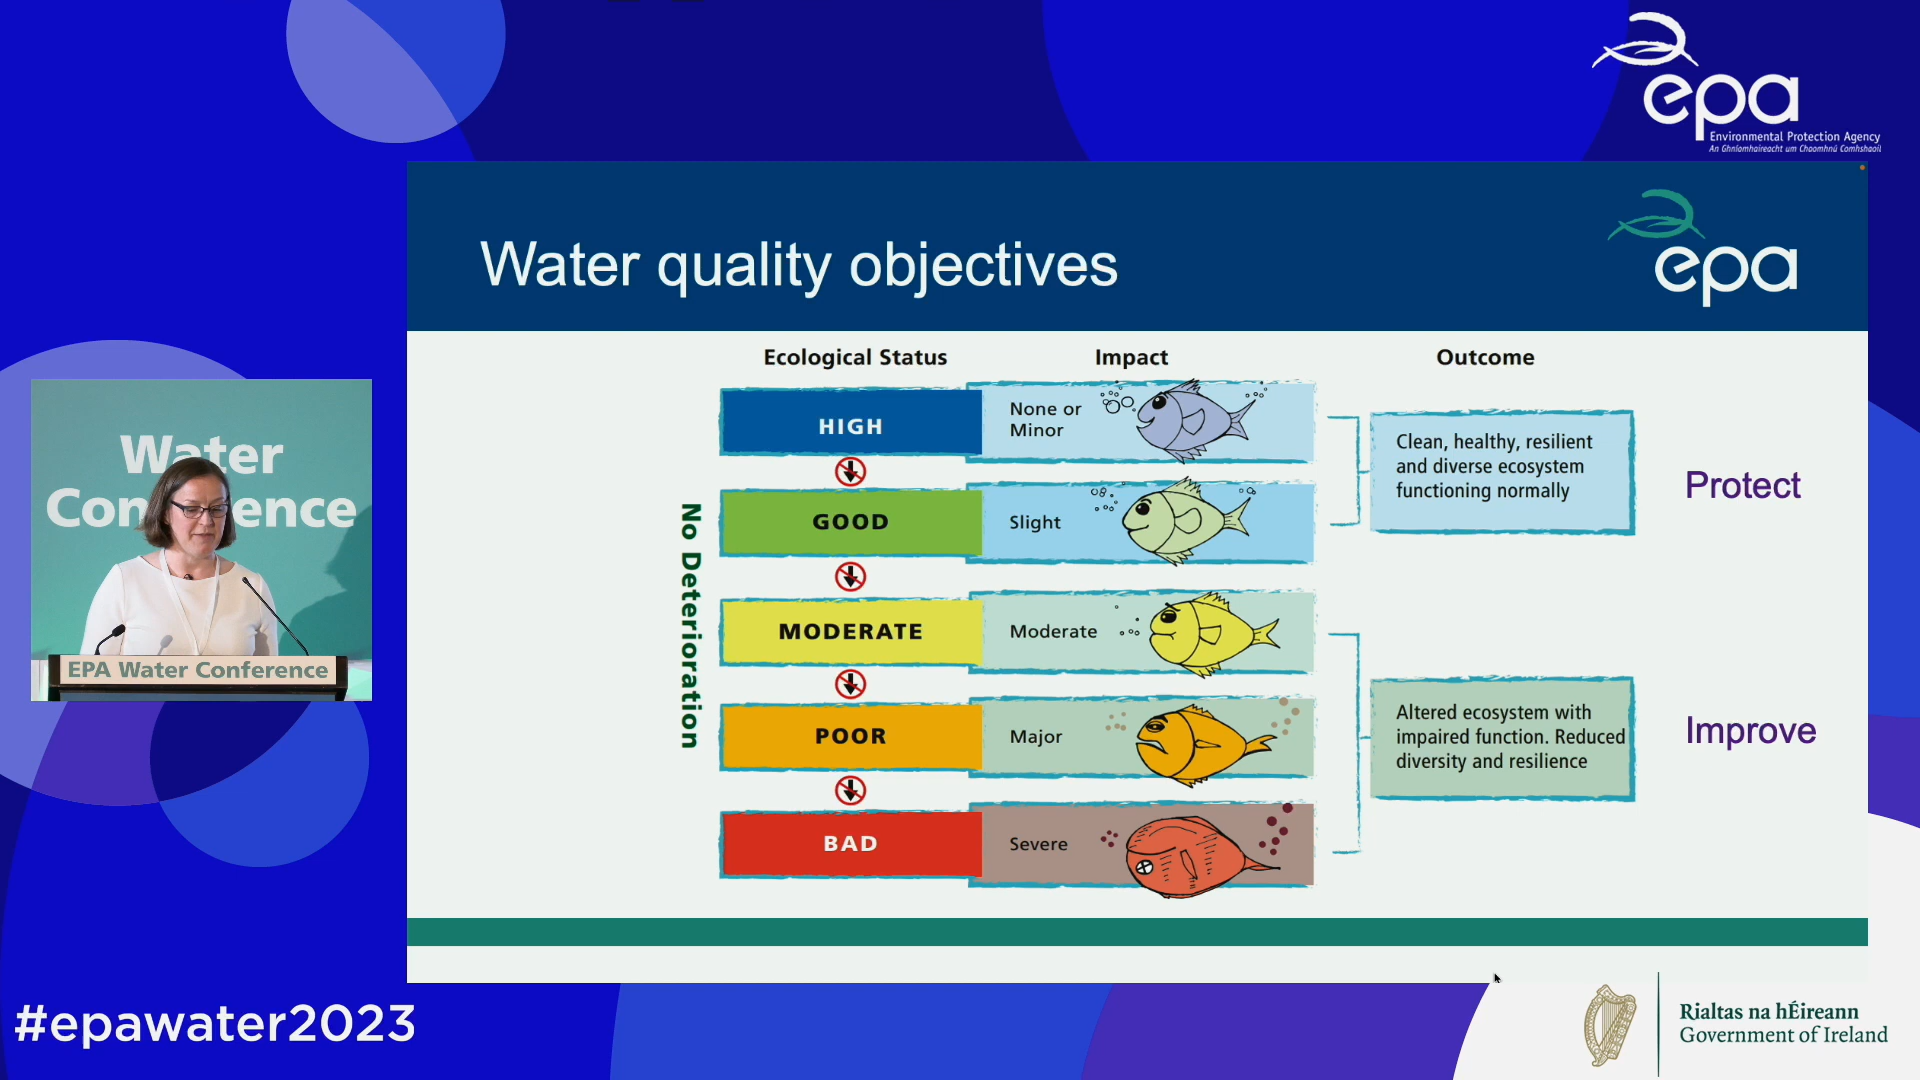 epa
Environmental Protection Agency
An Ghníomhaireacht um Chaomhnú Comhshaoil
Water quality objectives
epa
Ecological Status
Impact
Outcome
No Deterioration
HIGH
None or
Minor
GOOD
Slight
Clean, healthy, resilient
and diverse ecosystem
functioning normally
Protect
MODERATE
Moderate
POOR
Major
Altered ecosystem with
impaired function. Reduced
diversity and resilience
Improve
BAD
Severe
Water
EPA Water Conference
#epawater2023
Rialtas na hÉireann
Government of Ireland